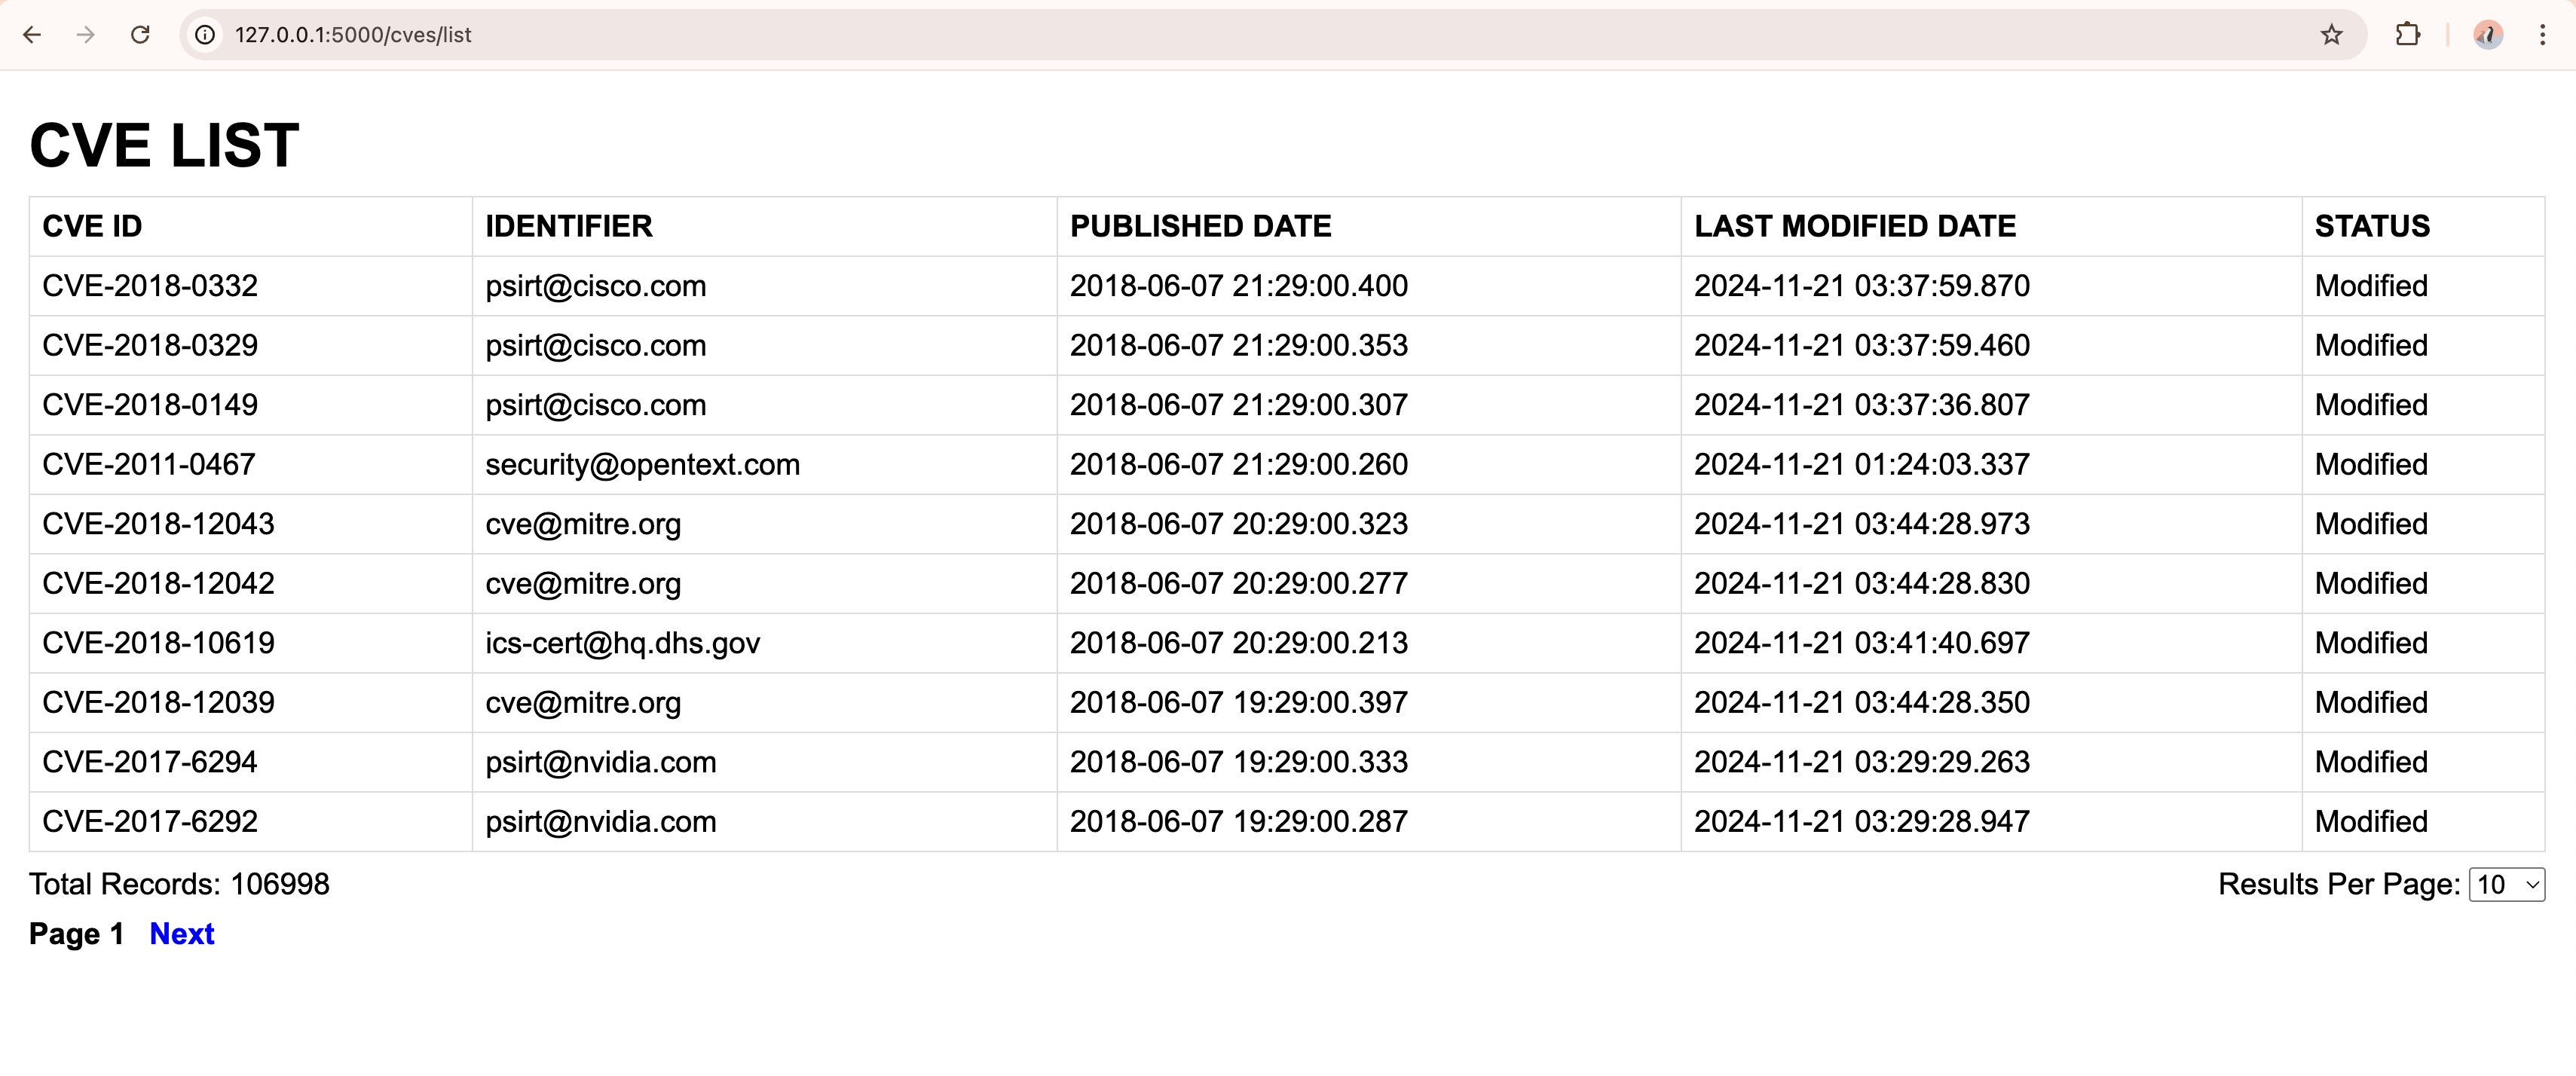 127.0.0.1:5000/cves/list
CVE LIST
CVE ID IDENTIFIER PUBLISHED DATE LAST MODIFIED DATE STATUS
CVE-2018-0332 psirt@cisco.com 2018-06-07 21:29:00.400 2024-11-21 03:37:59.870 Modified
CVE-2018-0329 psirt@cisco.com 2018-06-07 21:29:00.353 2024-11-21 03:37:59.460 Modified
CVE-2018-0149 psirt@cisco.com 2018-06-07 21:29:00.307 2024-11-21 03:37:36.807 Modified
CVE-2011-0467 security@opentext.com 2018-06-07 21:29:00.260 2024-11-21 01:24:03.337 Modified
CVE-2018-12043 cve@mitre.org 2018-06-07 20:29:00.323 2024-11-21 03:44:28.973 Modified
CVE-2018-12042 cve@mitre.org 2018-06-07 20:29:00.277 2024-11-21 03:44:28.830 Modified
CVE-2018-10619 ics-cert@hq.dhs.gov 2018-06-07 20:29:00.213 2024-11-21 03:41:40.697 Modified
CVE-2018-12039 cve@mitre.org 2018-06-07 19:29:00.397 2024-11-21 03:44:28.350 Modified
CVE-2017-6294 psirt@nvidia.com 2018-06-07 19:29:00.333 2024-11-21 03:29:29.263 Modified
CVE-2017-6292 psirt@nvidia.com 2018-06-07 19:29:00.287 2024-11-21 03:29:28.947 Modified
Total Records: 106998 Results Per Page: 10
Page 1 Next